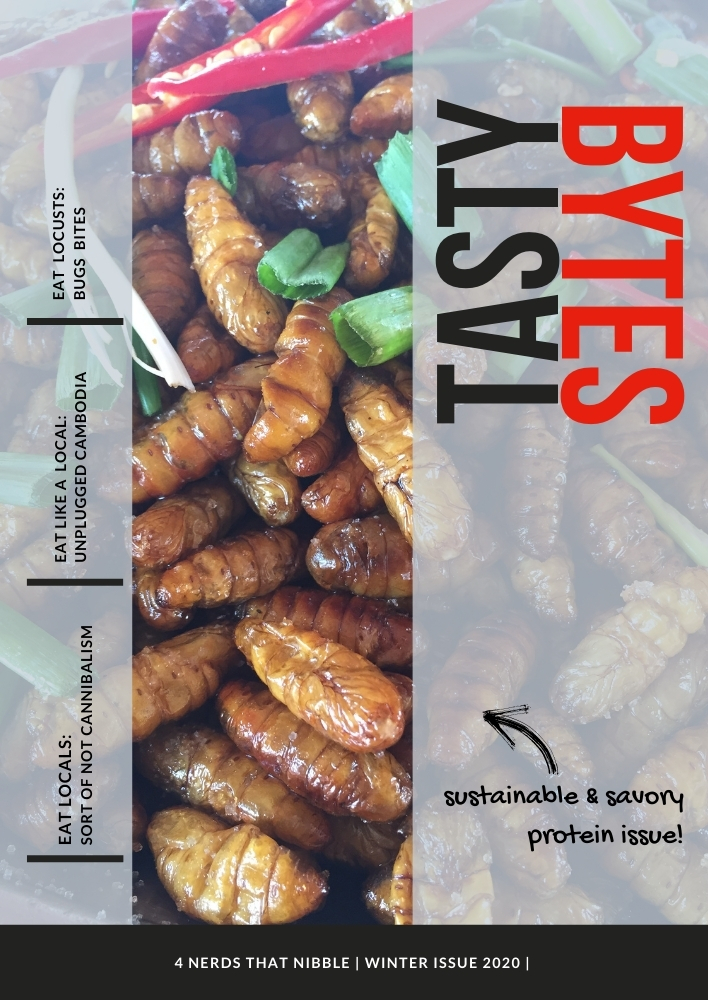 TASTY
BYTES
EAT LOCUSTS:
BUGS BITES
EAT LIKE A LOCAL:
UNPLUGGED CAMBODIA
EAT LOCALS:
SORT OF NOT CANNIBALISM
sustainable & savory
protein issue!
4 NERDS THAT NIBBLE | WINTER ISSUE 2020 |